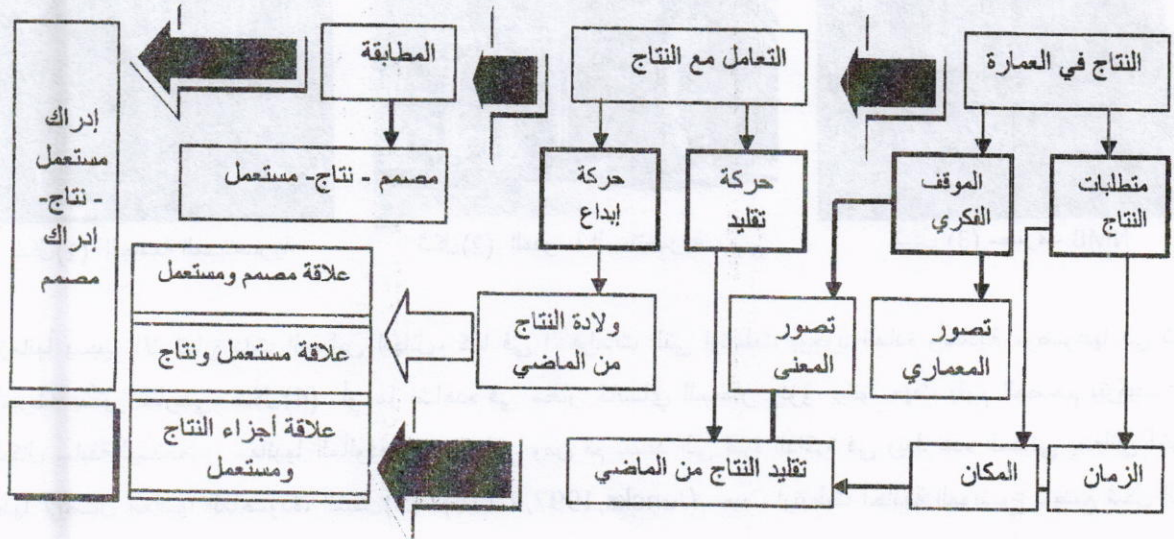 النتاج في العمارة
التعامل مع النتاج
المطابقة
إدراك
مستعمل
- نتاج-
إدراك
مصمم
متطلبات
النتاج
الموقف
الفكري
حركة
تقليد
حركة
إبداع
مصمم - نتاج- مستعمل
تصور
المعماري
تصور
المعنى
ولادة النتاج
من الماضي
علاقة مصمم ومستعمل
علاقة مستعمل ونتاج
علاقة أجزاء النتاج
ومستعمل
الزمان
المكان
تقليد النتاج من الماضي